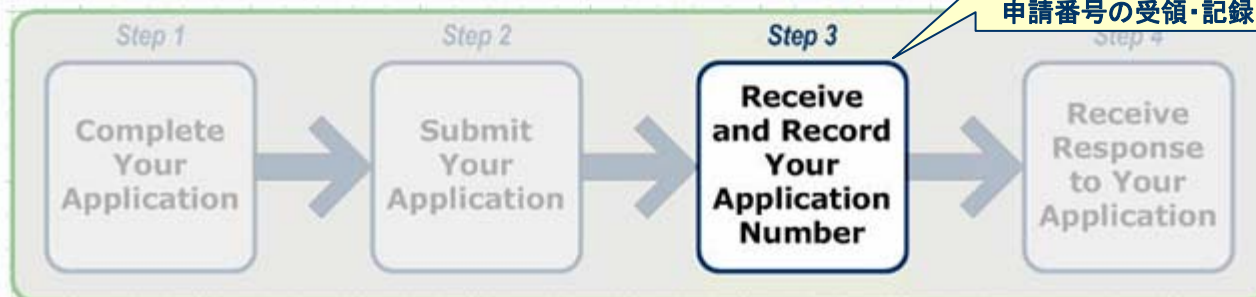 申請番号の受領・記録
Step 1
Step 2
Step 3
Step 4
Complete
Your
Application
Submit
Your
Application
Receive
and Record
Your
Application
Number
Receive
Response
to Your
Application